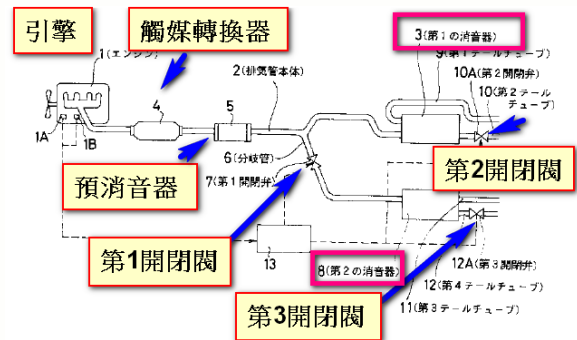 引擎
觸媒轉換器
3(第1の消音器)
9(第1テールチューブ)
1(エンジン)
2(排気管本体)
10A(第2開閉弁)
10(第2テール
チューブ)
4
5
1A
1B
6(分岐管)
第2開閉閥
預消音器
7(第1開閉弁)
第1開閉閥
13
8(第2の消音器)
12A(第3開閉弁)
12(第4テールチューブ)
11(第3テールチューブ)
第3開閉閥